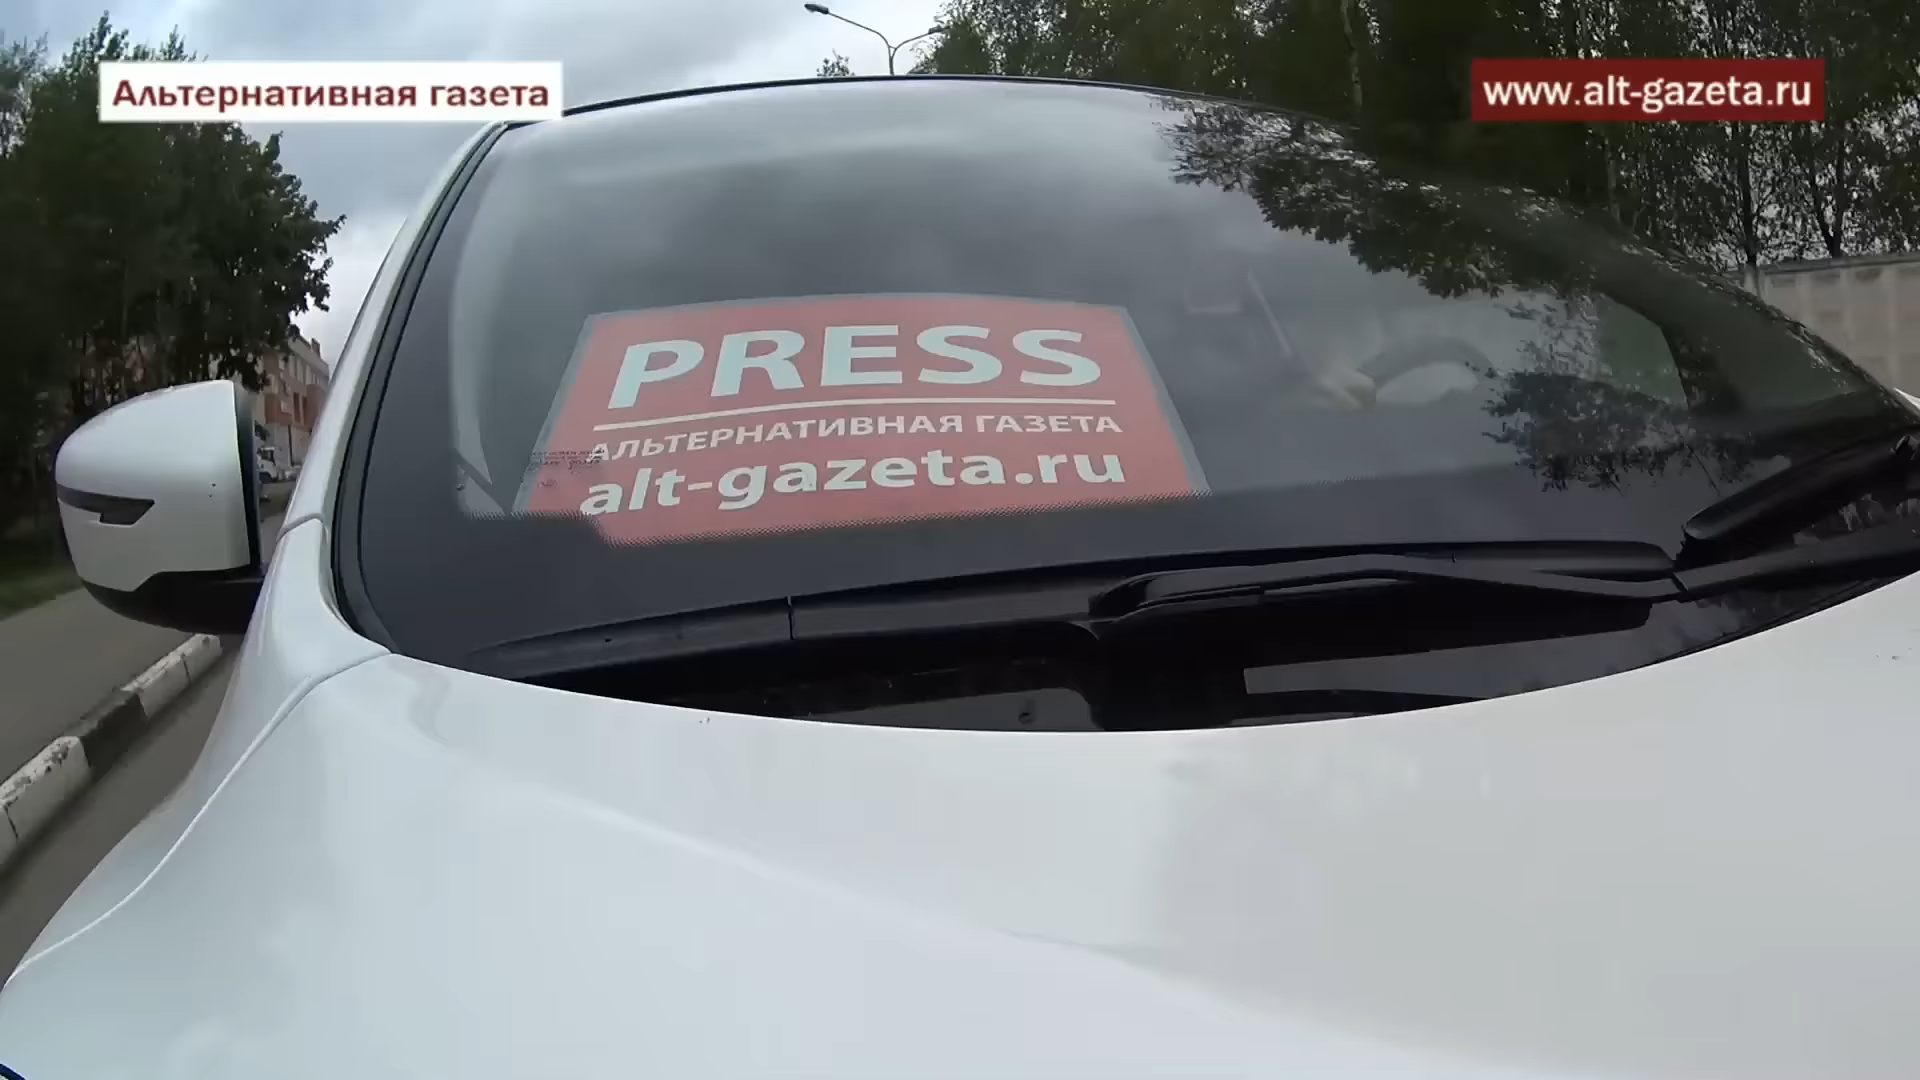 Альтернативная газета
www.alt-gazeta.ru
PRESS
АЛЬТЕРНАТИВНАЯ ГАЗЕТА
alt-gazeta.ru